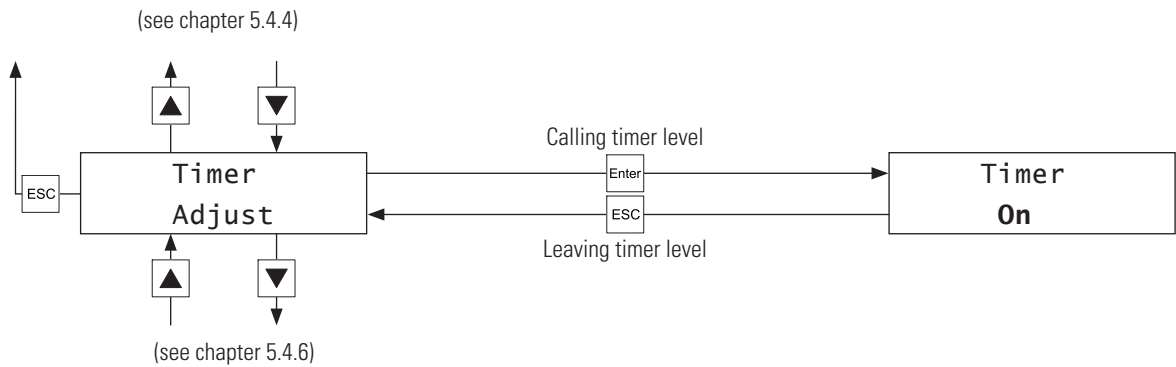 (see chapter 5.4.4)
Calling timer level
ESC
Timer
Adjust
Enter
ESC
Timer
On
Leaving timer level
(see chapter 5.4.6)